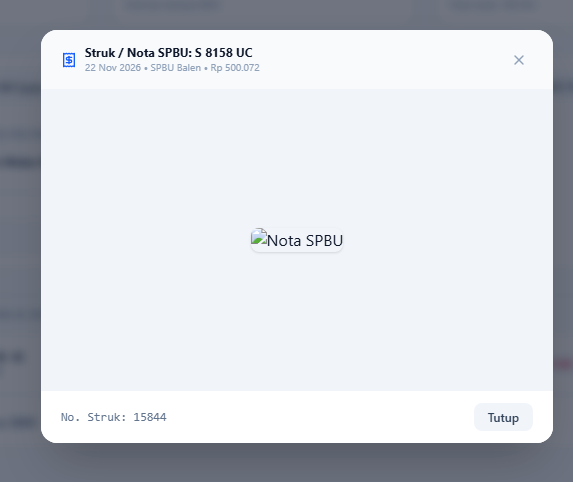 Struk / Nota SPBU: S 8158 UC
22 Nov 2026 • SPBU Balen • Rp 500.072
Nota SPBU
No. Struk: 15844
Tutup